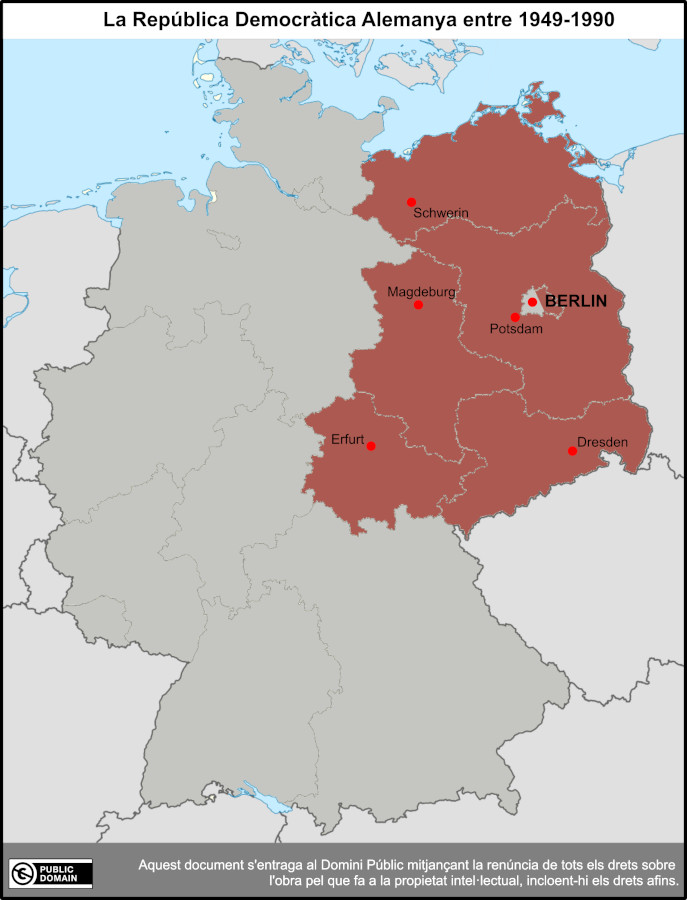 La República Democràtica Alemanya entre 1949-1990
Schwerin
Magdeburg
BERLIN
Potsdam
Erfurt
Dresden
PUBLIC
DOMAIN
Aquest document s'entraga al Domini Públic mitjançant la renúncia de tots els drets sobre
l'obra pel que fa a la propietat intel·lectual, incloent-hi els drets afins.